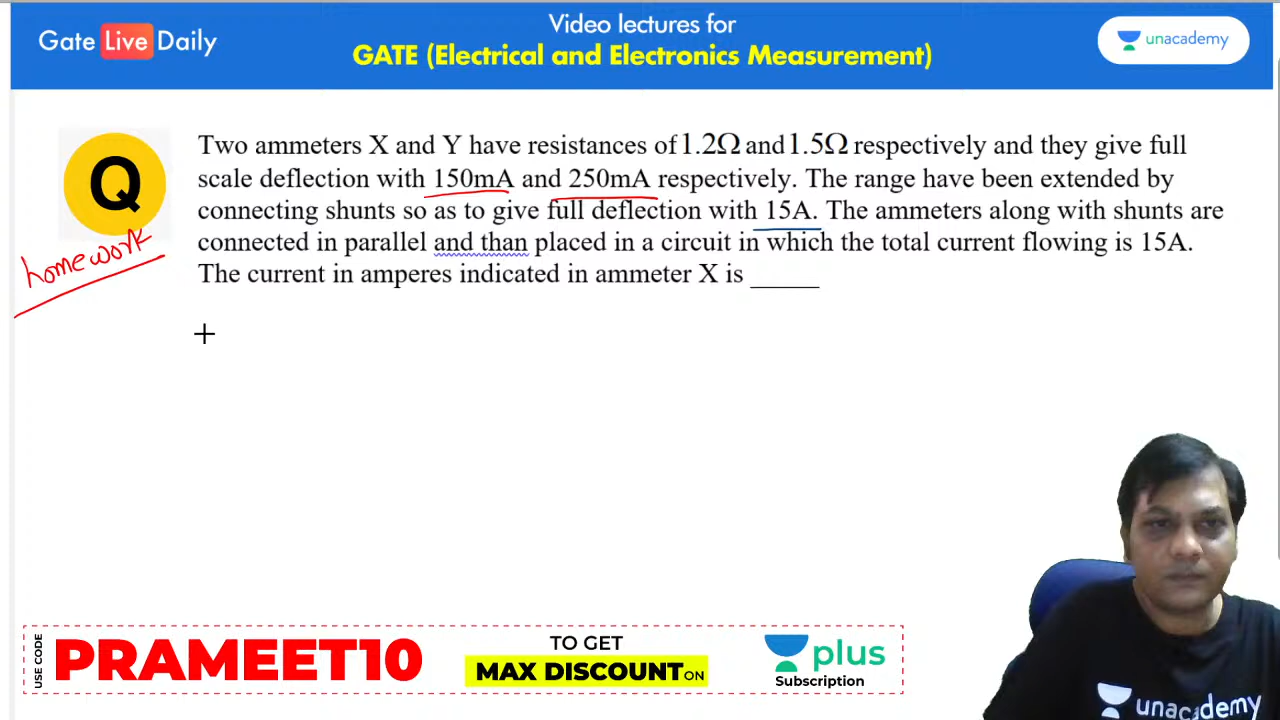 Gate Live Daily
Video lectures for
GATE (Electrical and Electronics Measurement)
unacademy
Q
homework
Two ammeters X and Y have resistances of 1.2Ω and 1.5Ω respectively and they give full
scale deflection with 150mA and 250mA respectively. The range have been extended by
connecting shunts so as to give full deflection with 15A. The ammeters along with shunts are
connected in parallel and than placed in a circuit in which the total current flowing is 15A.
The current in amperes indicated in ammeter X is _____
USE CODE
PRAMEET10
TO GET
MAX DISCOUNT ON
plus
Subscription
unacademy